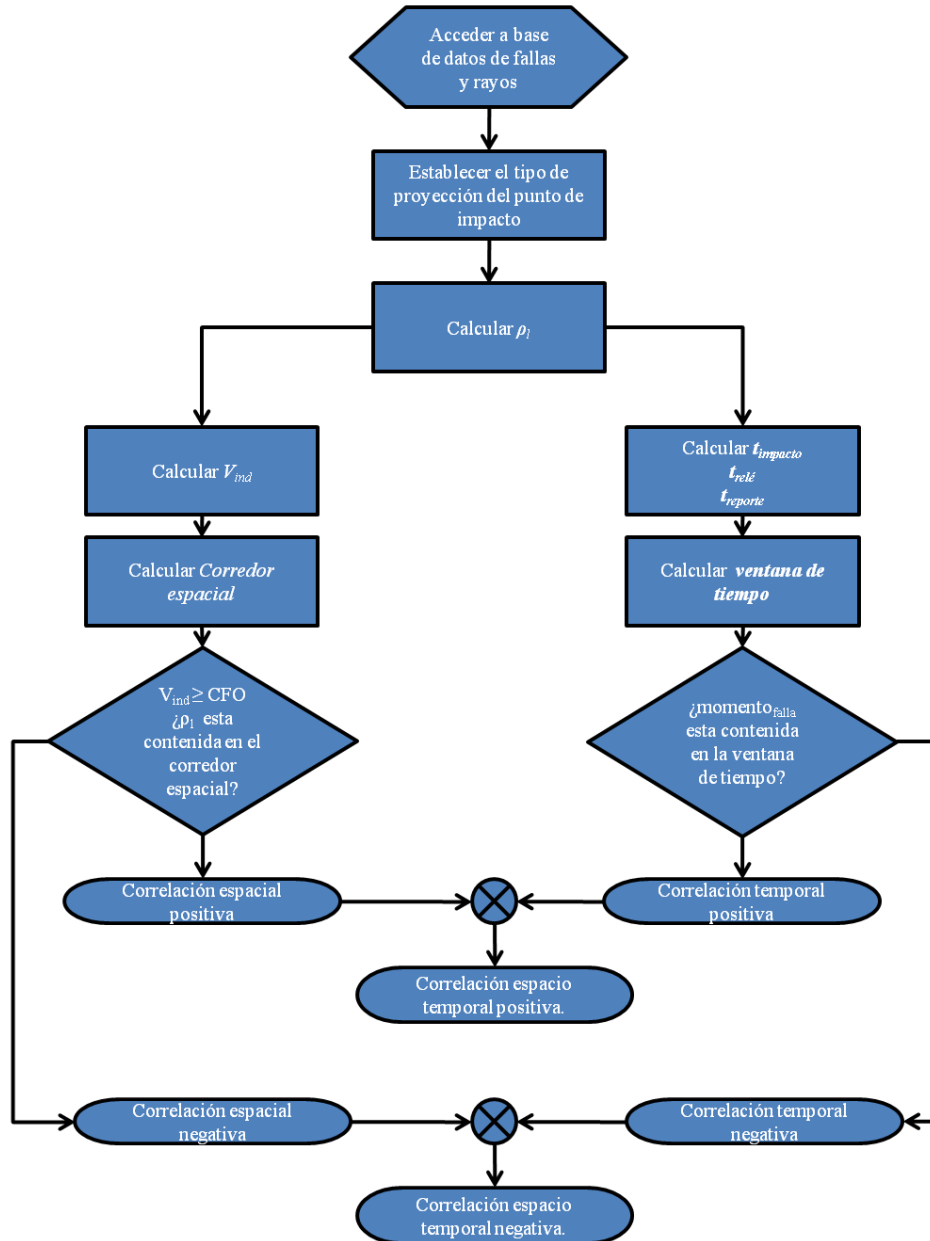 Acceder a base
de datos de fallas
y rayos
Establecer el tipo de
proyección del punto de
impacto
Calcular ρl
Calcular Vind
Calcular Corredor
espacial
Vind ≥ CFO
¿ρl esta
contenida en el
corredor
espacial?
Calcular timpacto
trelé
treporte
Calcular ventana de
tiempo
¿momentofalla
esta contenida
en la ventana
de tiempo?
Correlación espacial
positiva
Correlación temporal
positiva
Correlación espacio
temporal positiva.
Correlación espacial
negativa
Correlación temporal
negativa
Correlación espacio
temporal negativa.